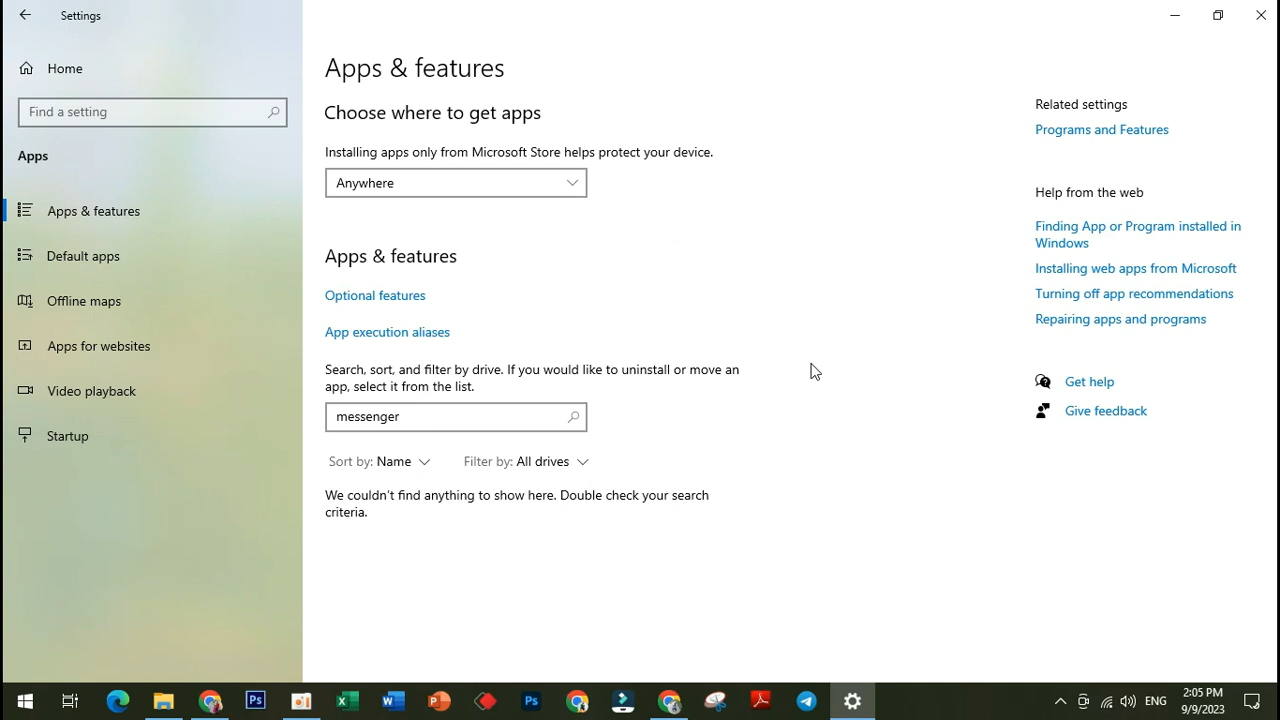 Settings
Home
Find a setting
Apps
Apps & features
Default apps
Offline maps
Apps for websites
Video playback
Startup
Apps & features
Choose where to get apps
Installing apps only from Microsoft Store helps protect your device.
Anywhere
Apps & features
Optional features
App execution aliases
Search, sort, and filter by drive. If you would like to uninstall or move an
app, select it from the list.
messenger
Sort by: Name
Filter by: All drives
We couldn't find anything to show here. Double check your search
criteria.
Related settings
Programs and Features
Help from the web
Finding App or Program installed in
Windows
Installing web apps from Microsoft
Turning off app recommendations
Repairing apps and programs
Get help
Give feedback
Ps
Ps
ENG
2:05 PM
9/9/2023